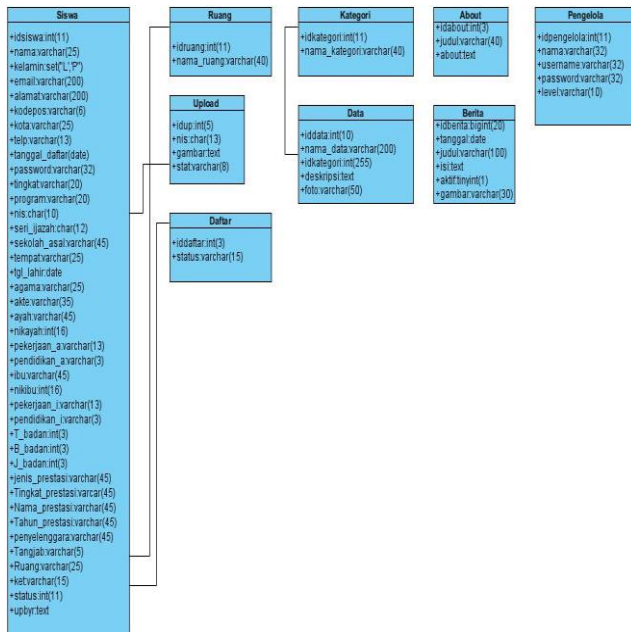 Siswa
+idsiswa:int(11)
+nama:varchar(25)
+kelamin:set("L','P")
+email:varchar(200)
+alamat:varchar(200)
+kodepos:varchar(6)
+kota:varchar(25)
+telp:varchar(13)
+tanggal_daftar(date)
+password:varchar(32)
+tingkat:varchar(20)
+program:varchar(20)
+nis:char(10)
+seri_ijazah:char(12)
+sekolah_asal:varchar(45)
+tempat:varchar(25)
+tgl_lahir:date
+agama:varchar(25)
+akte:varchar(35)
+ayah:varchar(45)
+nikayah:int(16)
+pekerjaan_a:varchar(13)
+pendidikan_a:varchar(3)
+ibu:varchar(45)
+nikibu:int(16)
+pekerjaan_i:varchar(13)
+pendidikan_i:varchar(3)
+T_badan:int(3)
+B_badan:int(3)
+J_badan:int(3)
+jenis_prestasi:varchar(45)
+Tingkat_prestasi:varcar(45)
+Nama_prestasi:varchar(45)
+Tahun_prestasi:varchar(45)
+penyelenggara:varchar(45)
+Tangjab:varchar(5)
+Ruang:varchar(25)
+ket:varchar(15)
+status:int(11)
+upbyr:text
Ruang
+idruang:int(11)
+nama_ruang:varchar(40)
Upload
+idup:int(5)
+nis:char(13)
+gambar:text
+stat:varchar(8)
Daftar
+iddaftar:int(3)
+status:varchar(15)
Kategori
+idkategori:int(11)
+nama_kategori:varchar(40)
Data
+iddata:int(10)
+nama_data:varchar(200)
+idkategori:int(255)
+deskripsi:text
+foto:varchar(50)
About
+idabout:int(3)
+judul:varchar(40)
+about:text
Berita
+idberita:bigint(20)
+tanggal:date
+judul:varchar(100)
+isi:text
+aktif:tinyint(1)
+gambar:varchar(30)
Pengelola
+idpengelola:int(11)
+nama:varchar(32)
+username:varchar(32)
+password:varchar(32)
+level:varchar(10)